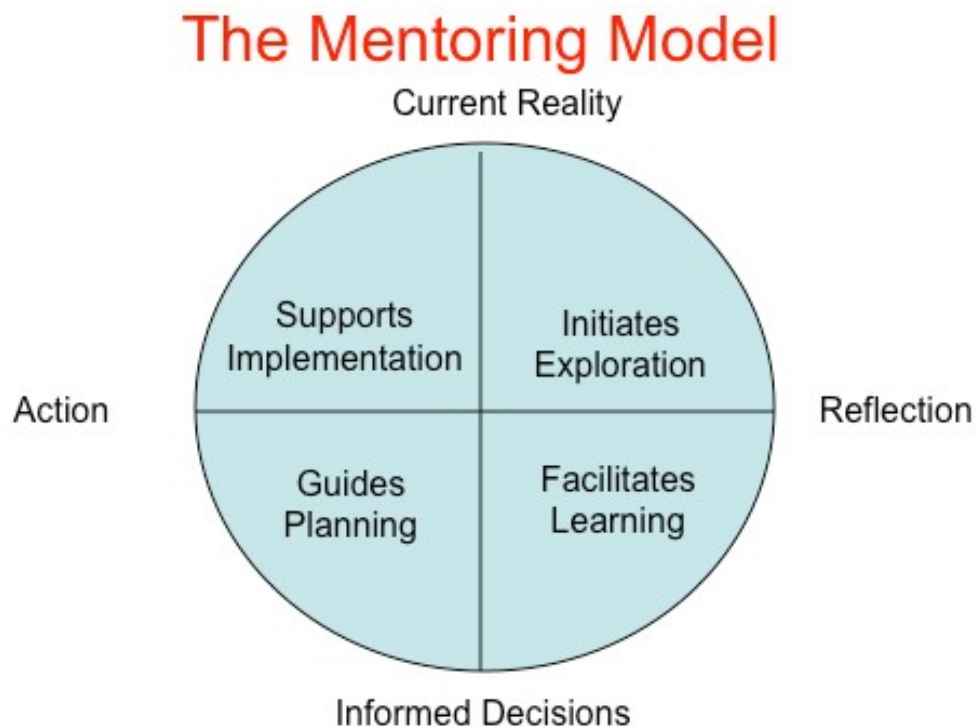 The Mentoring Model
Current Reality
Supports
Implementation
Initiates
Exploration
Action
Reflection
Guides
Planning
Facilitates
Learning
Informed Decisions